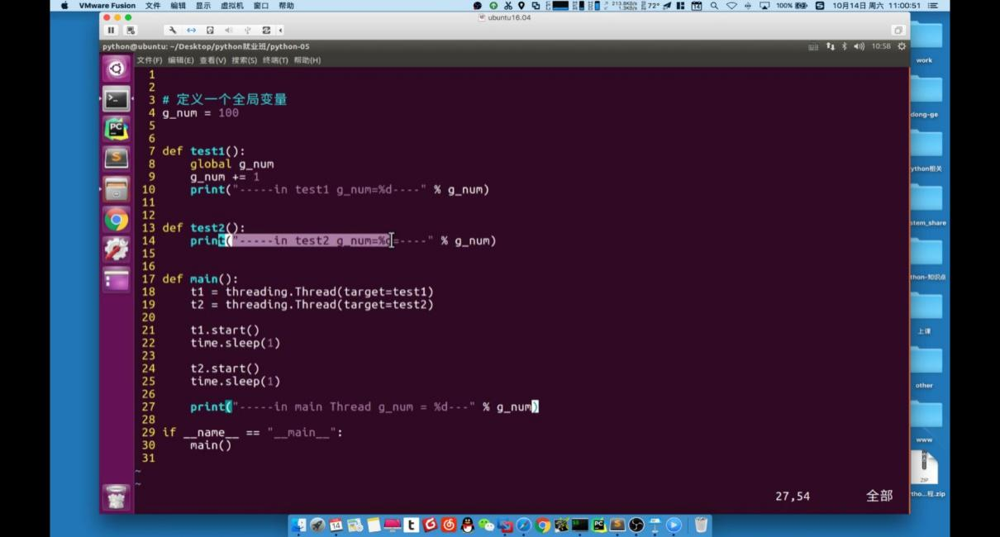 VMware Fusion 文件 编辑 显示 虚拟机 窗口 帮助
213.8KB/s
1.3KB/s
72° 100% 10月14日 周六 11:00:51
ubuntu16.04
python@ubuntu: ~/Desktop/python就业班/python-05
10:58
文件(F) 编辑(E) 查看(V) 搜索(S) 终端(T) 帮助(H)
1
2
3 # 定义一个全局变量
4 g_num = 100
5
6
7 def test1():
8 global g_num
9 g_num += 1
10 print("-----in test1 g_num=%d----" % g_num)
11
12
13 def test2():
14 print("-----in test2 g_num=%d=----" % g_num)
15
16
17 def main():
18 t1 = threading.Thread(target=test1)
19 t2 = threading.Thread(target=test2)
20
21 t1.start()
22 time.sleep(1)
23
24 t2.start()
25 time.sleep(1)
26
27 print("-----in main Thread g_num = %d---" % g_num)
28
29 if __name__ == "__main__":
30 main()
31
~
~
27,54 全部
work
dong-ge
ython相关
stem_share
thon-知识点
上课
other
www
ZIP
tho...程.zip